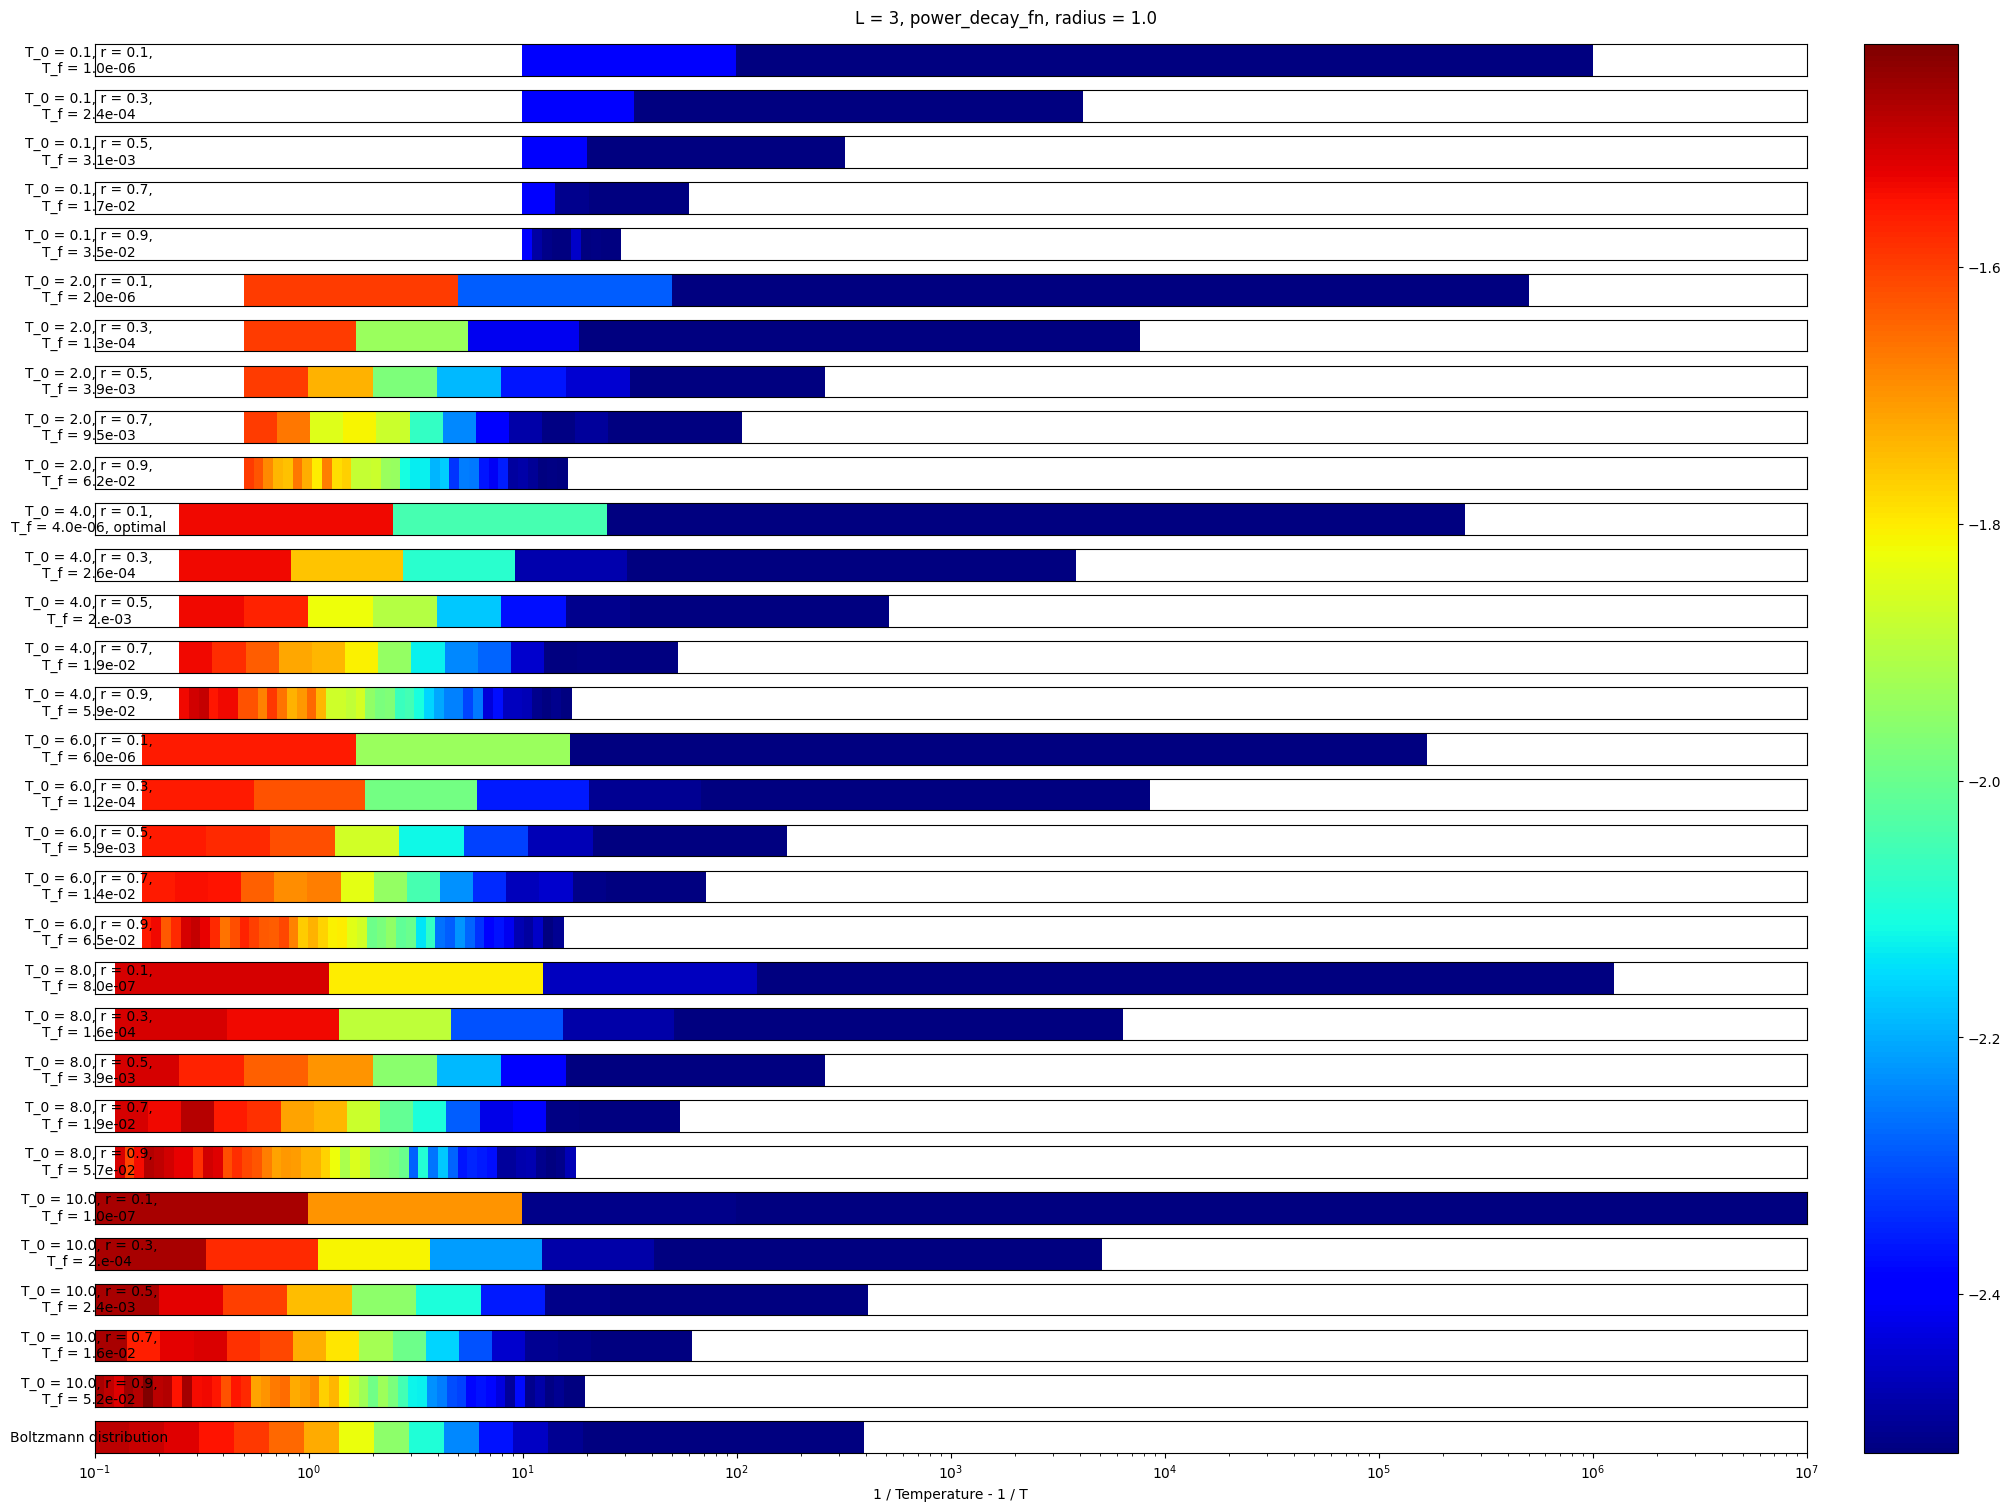 L = 3, power_decay_fn, radius = 1.0
T_0 = 0.1, r = 0.1,
T_f = 1.0e-06
T_0 = 0.1, r = 0.3,
T_f = 2.4e-04
T_0 = 0.1, r = 0.5,
T_f = 3.1e-03
T_0 = 0.1, r = 0.7,
T_f = 1.7e-02
T_0 = 0.1, r = 0.9,
T_f = 3.5e-02
T_0 = 2.0, r = 0.1,
T_f = 2.0e-06
T_0 = 2.0, r = 0.3,
T_f = 1.3e-04
T_0 = 2.0, r = 0.5,
T_f = 3.9e-03
T_0 = 2.0, r = 0.7,
T_f = 9.5e-03
T_0 = 2.0, r = 0.9,
T_f = 6.2e-02
T_0 = 4.0, r = 0.1,
T_f = 4.0e-06, optimal
T_0 = 4.0, r = 0.3,
T_f = 2.6e-04
T_0 = 4.0, r = 0.5,
T_f = 2.e-03
T_0 = 4.0, r = 0.7,
T_f = 1.9e-02
T_0 = 4.0, r = 0.9,
T_f = 5.9e-02
T_0 = 6.0, r = 0.1,
T_f = 6.0e-06
T_0 = 6.0, r = 0.3,
T_f = 1.2e-04
T_0 = 6.0, r = 0.5,
T_f = 5.9e-03
T_0 = 6.0, r = 0.7,
T_f = 1.4e-02
T_0 = 6.0, r = 0.9,
T_f = 6.5e-02
T_0 = 8.0, r = 0.1,
T_f = 8.0e-07
T_0 = 8.0, r = 0.3,
T_f = 1.6e-04
T_0 = 8.0, r = 0.5,
T_f = 3.9e-03
T_0 = 8.0, r = 0.7,
T_f = 1.9e-02
T_0 = 8.0, r = 0.9,
T_f = 5.7e-02
T_0 = 10.0, r = 0.1,
T_f = 1.0e-07
T_0 = 10.0, r = 0.3,
T_f = 2.e-04
T_0 = 10.0, r = 0.5,
T_f = 2.4e-03
T_0 = 10.0, r = 0.7,
T_f = 1.6e-02
T_0 = 10.0, r = 0.9,
T_f = 5.2e-02
Boltzmann distribution
10⁻¹ 10⁰ 10¹ 10² 10³ 10⁴ 10⁵ 10⁶ 10⁷
1 / Temperature - 1 / T
−1.6
−1.8
−2.0
−2.2
−2.4